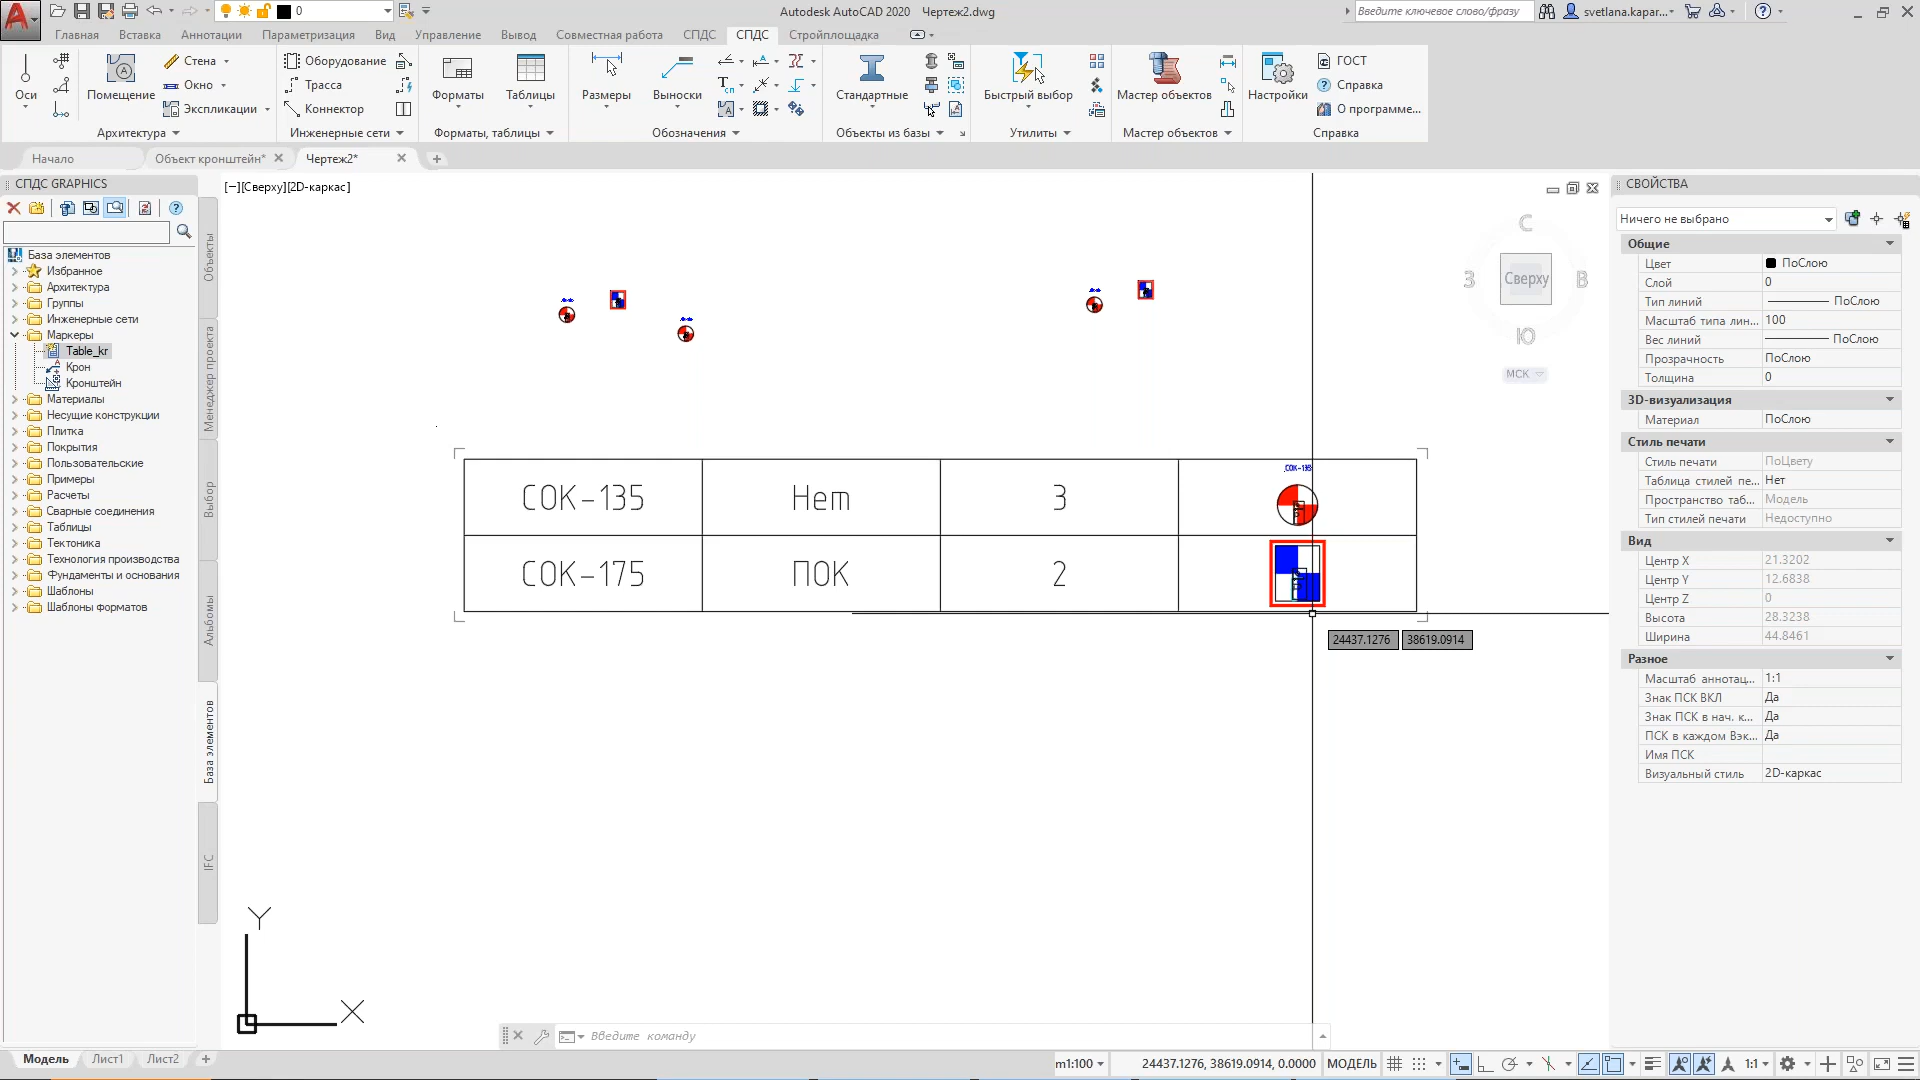 0
Autodesk AutoCAD 2020 Чертеж2.dwg
Введите ключевое слово/фразу
svetlana.kapar...
Главная Вставка Аннотации Параметризация Вид Управление Вывод Совместная работа СПДС СПДС Стройплощадка
Оси
Помещение
Стена
Окно
Экспликации
Архитектура
Оборудование
Трасса
Коннектор
Инженерные сети
Форматы
Таблицы
Форматы, таблицы
Размеры
Выноски
Обозначения
Стандартные
Объекты из базы
Быстрый выбор
Утилиты
Мастер объектов
Мастер объектов
Настройки
ГОСТ
Справка
О программе...
Справка
Начало
Объект кронштейн*
Чертеж2*
СПДС GRAPHICS
База элементов
Избранное
Архитектура
Группы
Инженерные сети
Маркеры
Table_kr
Крон
Кронштейн
Материалы
Несущие конструкции
Плитка
Покрытия
Пользовательские
Примеры
Расчеты
Сварные соединения
Таблицы
Тектоника
Технология производства
Фундаменты и основания
Шаблоны
Шаблоны форматов
Объекты
Менеджер проекта
Выбор
Альбомы
База элементов
IFC
[−][Сверху][2D-каркас]
С
З
Сверху
В
Ю
МСК
СОК-135 Нет 3
СОК-135
СОК-175 ПОК 2
24437.1276 38619.0914
Y
X
Введите команду
СВОЙСТВА
Ничего не выбрано
Общие
Цвет ПоСлою
Слой 0
Тип линий ПоСлою
Масштаб типа лин... 100
Вес линий ПоСлою
Прозрачность ПоСлою
Толщина 0
3D-визуализация
Материал ПоСлою
Стиль печати
Стиль печати ПоЦвету
Таблица стилей пе... Нет
Пространство таб... Модель
Тип стилей печати Недоступно
Вид
Центр X 21.3202
Центр Y 12.6838
Центр Z 0
Высота 28.3238
Ширина 44.8461
Разное
Масштаб аннотац... 1:1
Знак ПСК ВКЛ Да
Знак ПСК в нач. к... Да
ПСК в каждом Вэк... Да
Имя ПСК
Визуальный стиль 2D-каркас
Модель Лист1 Лист2 +
m1:100
24437.1276, 38619.0914, 0.0000
МОДЕЛЬ
1:1